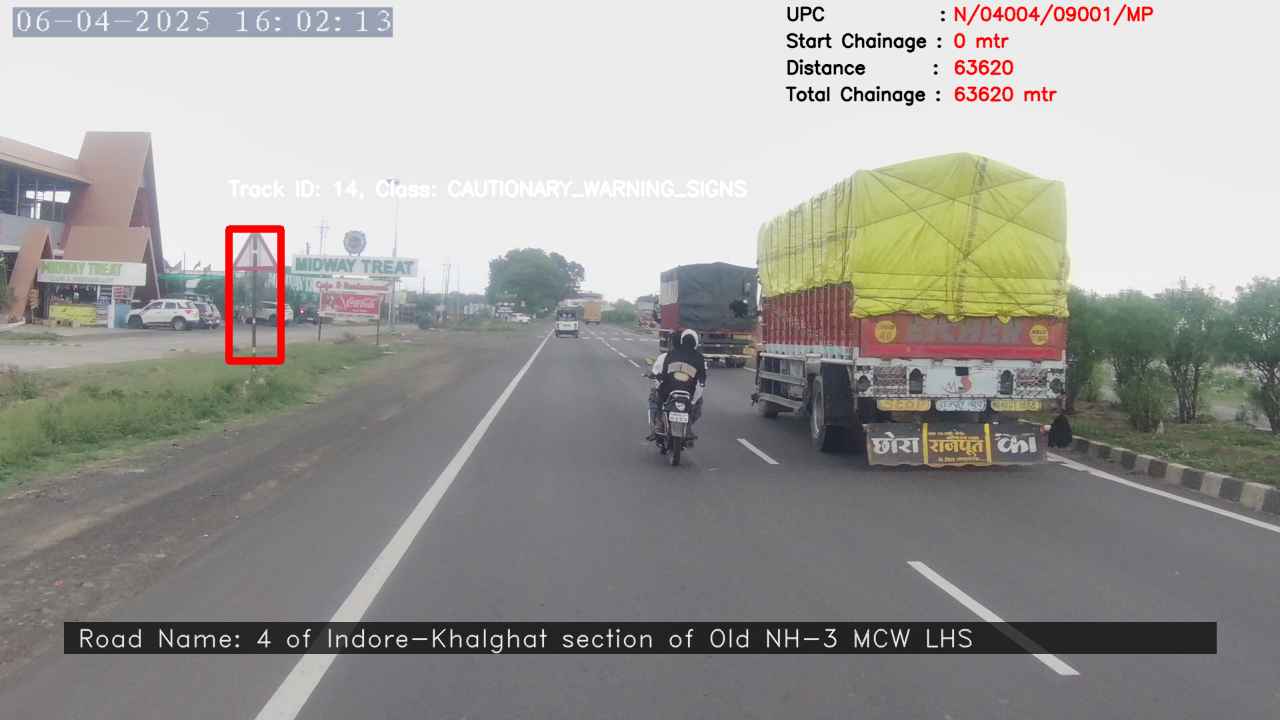 06-04-2025 16:02:13
UPC : N/04004/09001/MP
Start Chainage : 0 mtr
Distance : 63620
Total Chainage : 63620 mtr
Track ID: 14, Class: CAUTIONARY_WARNING_SIGNS
MIDWAY TREAT
MIDWAY TREAT
Coca-Cola
छोरा राजपूत का
Road Name: 4 of Indore-Khalghat section of Old NH-3 MCW LHS